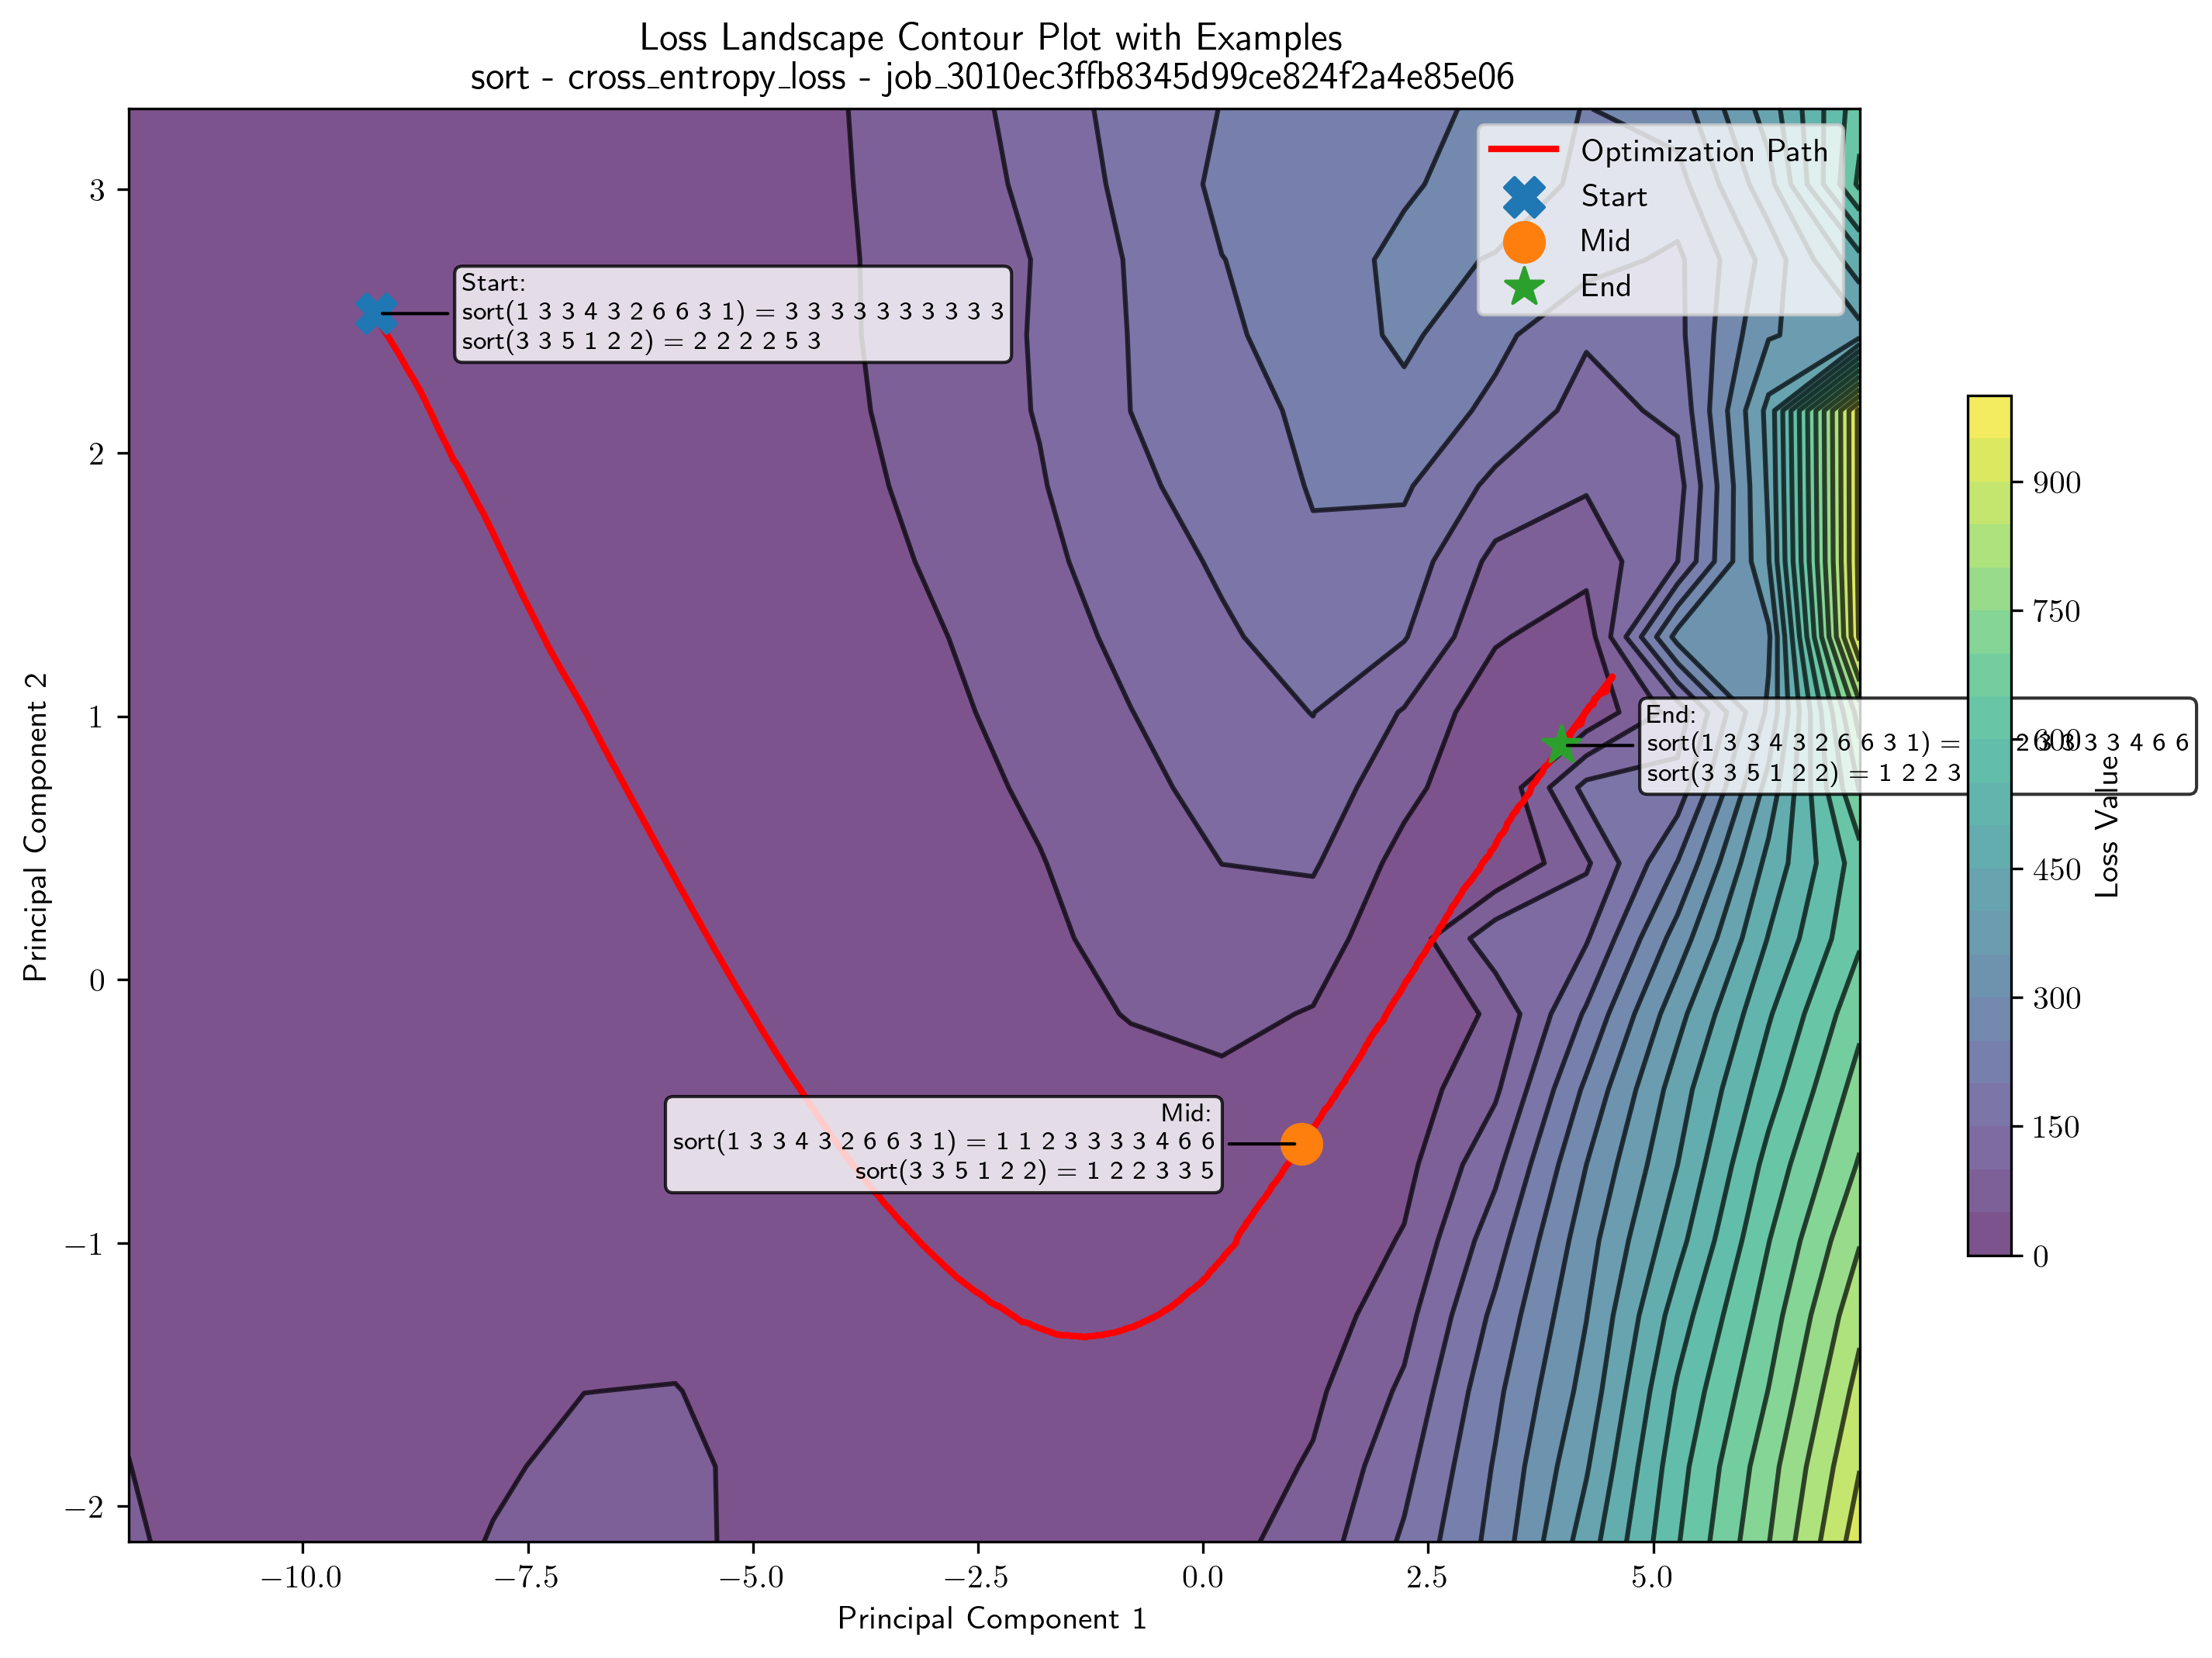 Loss Landscape Contour Plot with Examples
sort - cross_entropy_loss - job_3010ec3ffb8345d99ce824f2a4e85e06
Optimization Path
Start
Mid
End
Start:
sort(1 3 3 4 3 2 6 6 3 1) = 3 3 3 3 3 3 3 3 3 3
sort(3 3 5 1 2 2) = 2 2 2 2 5 3
End:
sort(1 3 3 4 3 2 6 6 3 1) = 2 3 3 3 3 4 6 6
sort(3 3 5 1 2 2) = 1 2 2 3
Mid:
sort(1 3 3 4 3 2 6 6 3 1) = 1 1 2 3 3 3 3 4 6 6
sort(3 3 5 1 2 2) = 1 2 2 3 3 5
3
2
1
0
−1
−2
Principal Component 2
−10.0
−7.5
−5.0
−2.5
0.0
2.5
5.0
Principal Component 1
900
750
600
450
300
150
0
Loss Value